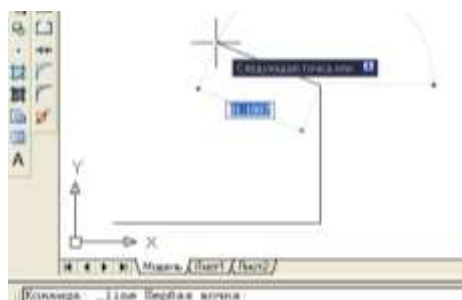 Следующая точка или
Y
X
A
Модель Лист1 Лист2
Команда: _line Первая точка: